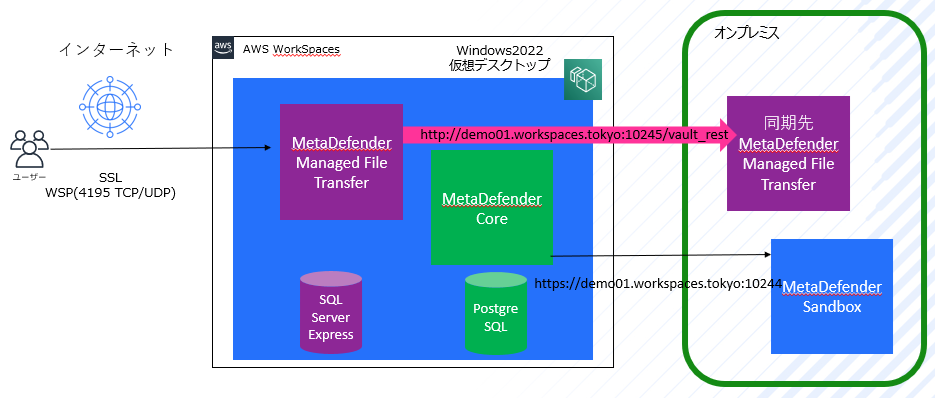 インターネット
ユーザー
SSL
WSP(4195 TCP/UDP)
aws
AWS WorkSpaces
Windows2022
仮想デスクトップ
MetaDefender
Managed File
Transfer
http://demo01.workspaces.tokyo:10245/vault_rest
MetaDefender
Core
https://demo01.workspaces.tokyo:10244
SQL
Server
Express
Postgre
SQL
オンプレミス
同期先
MetaDefender
Managed File
Transfer
MetaDefender
Sandbox